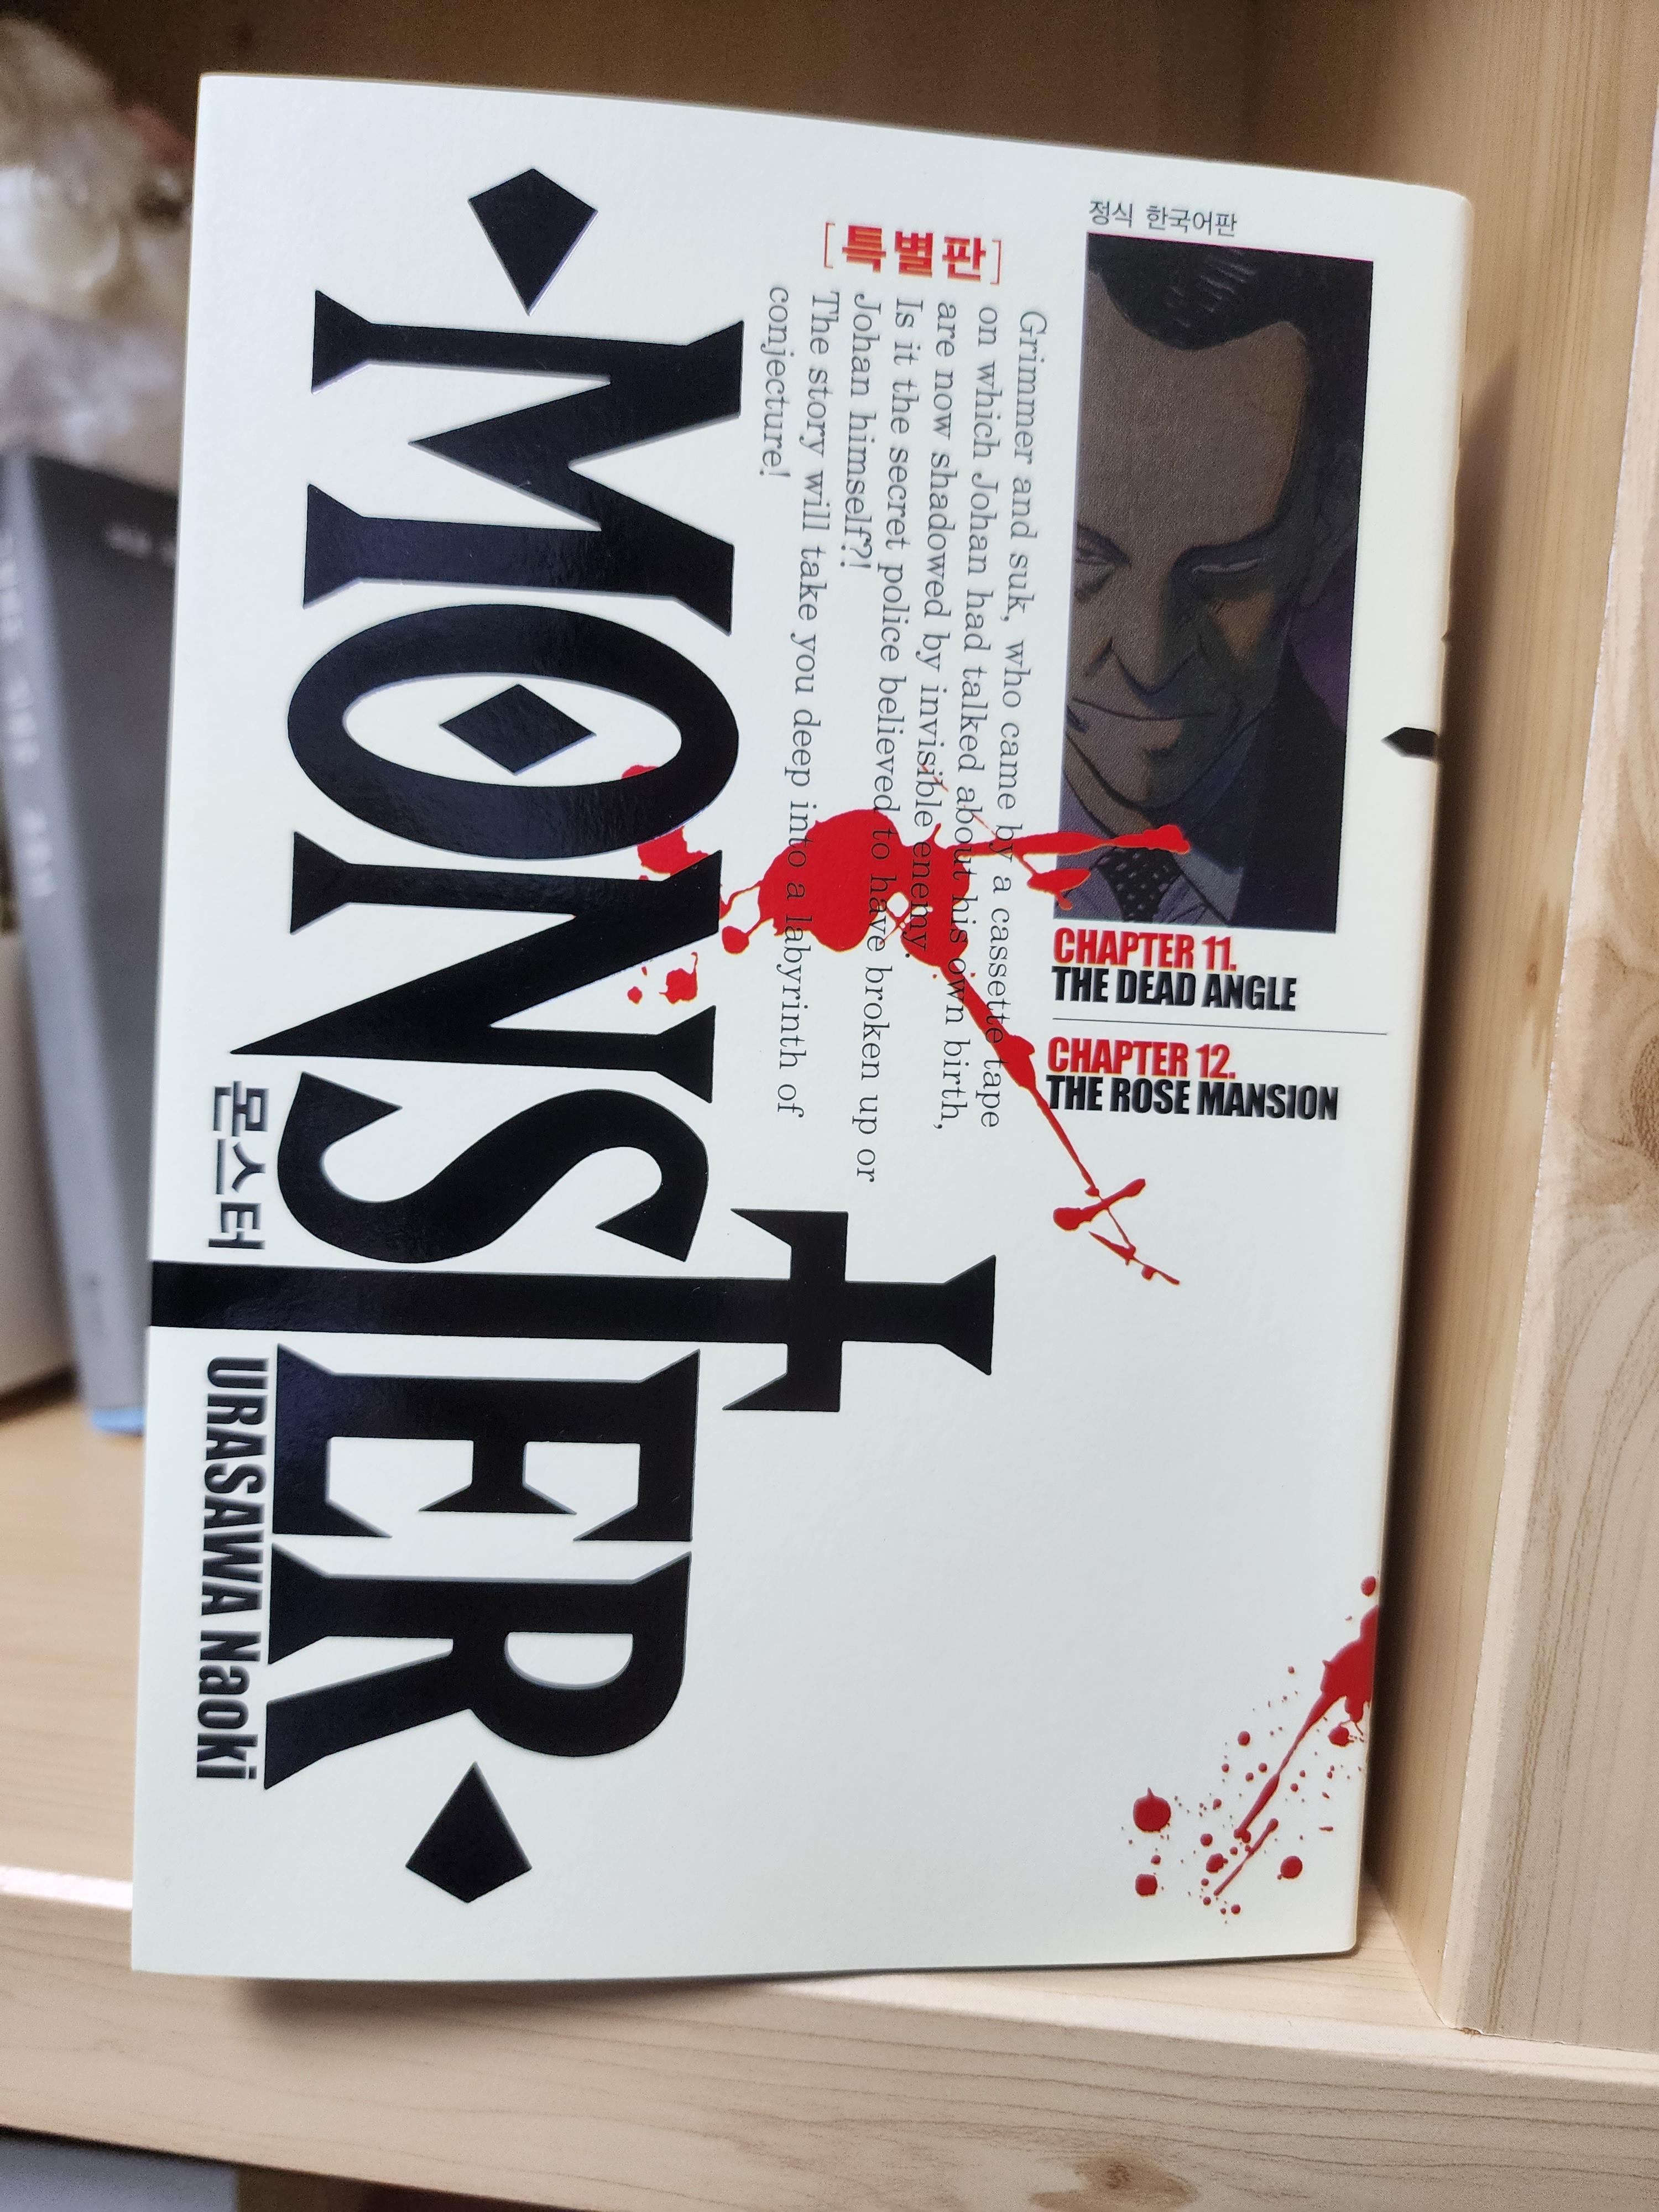 정식 한국어판
CHAPTER 11.
THE DEAD ANGLE
CHAPTER 12.
THE ROSE MANSION
[특별판]
Grimmer and suk, who came by a cassette tape
on which Johan had talked about his own birth,
are now shadowed by invisible enemy.
Is it the secret police believed to have broken up or
Johan himself?!
The story will take you deep into a labyrinth of
conjecture!
MONSTER
몬스터
URASAWA Naoki